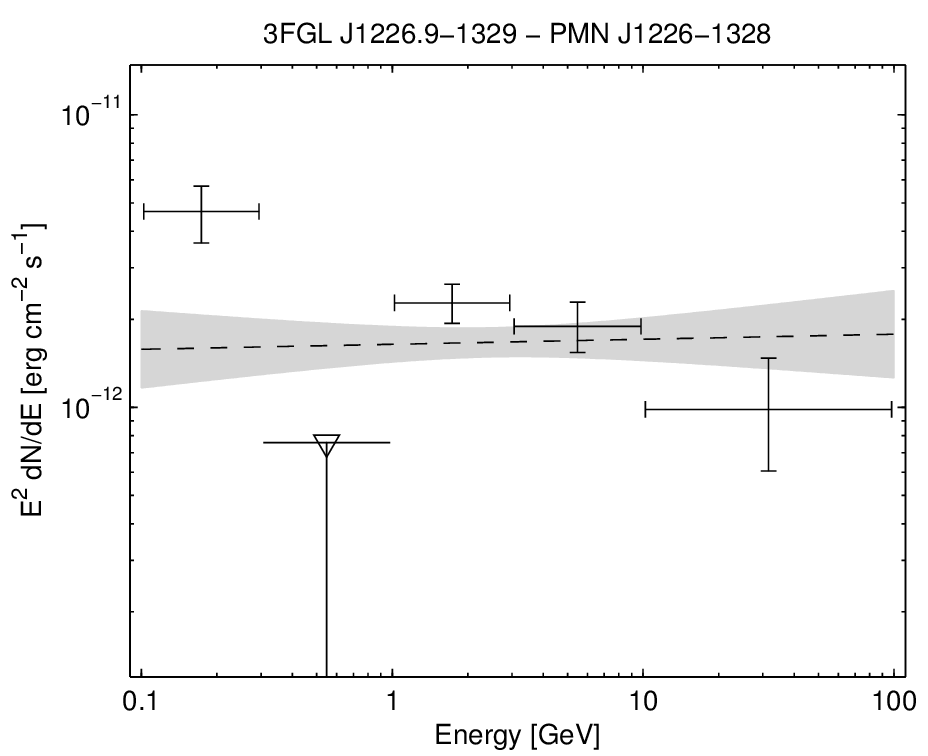 3FGL J1226.9−1329 − PMN J1226−1328
10⁻¹¹
10⁻¹²
E² dN/dE [erg cm⁻² s⁻¹]
0.1 1 10 100
Energy [GeV]